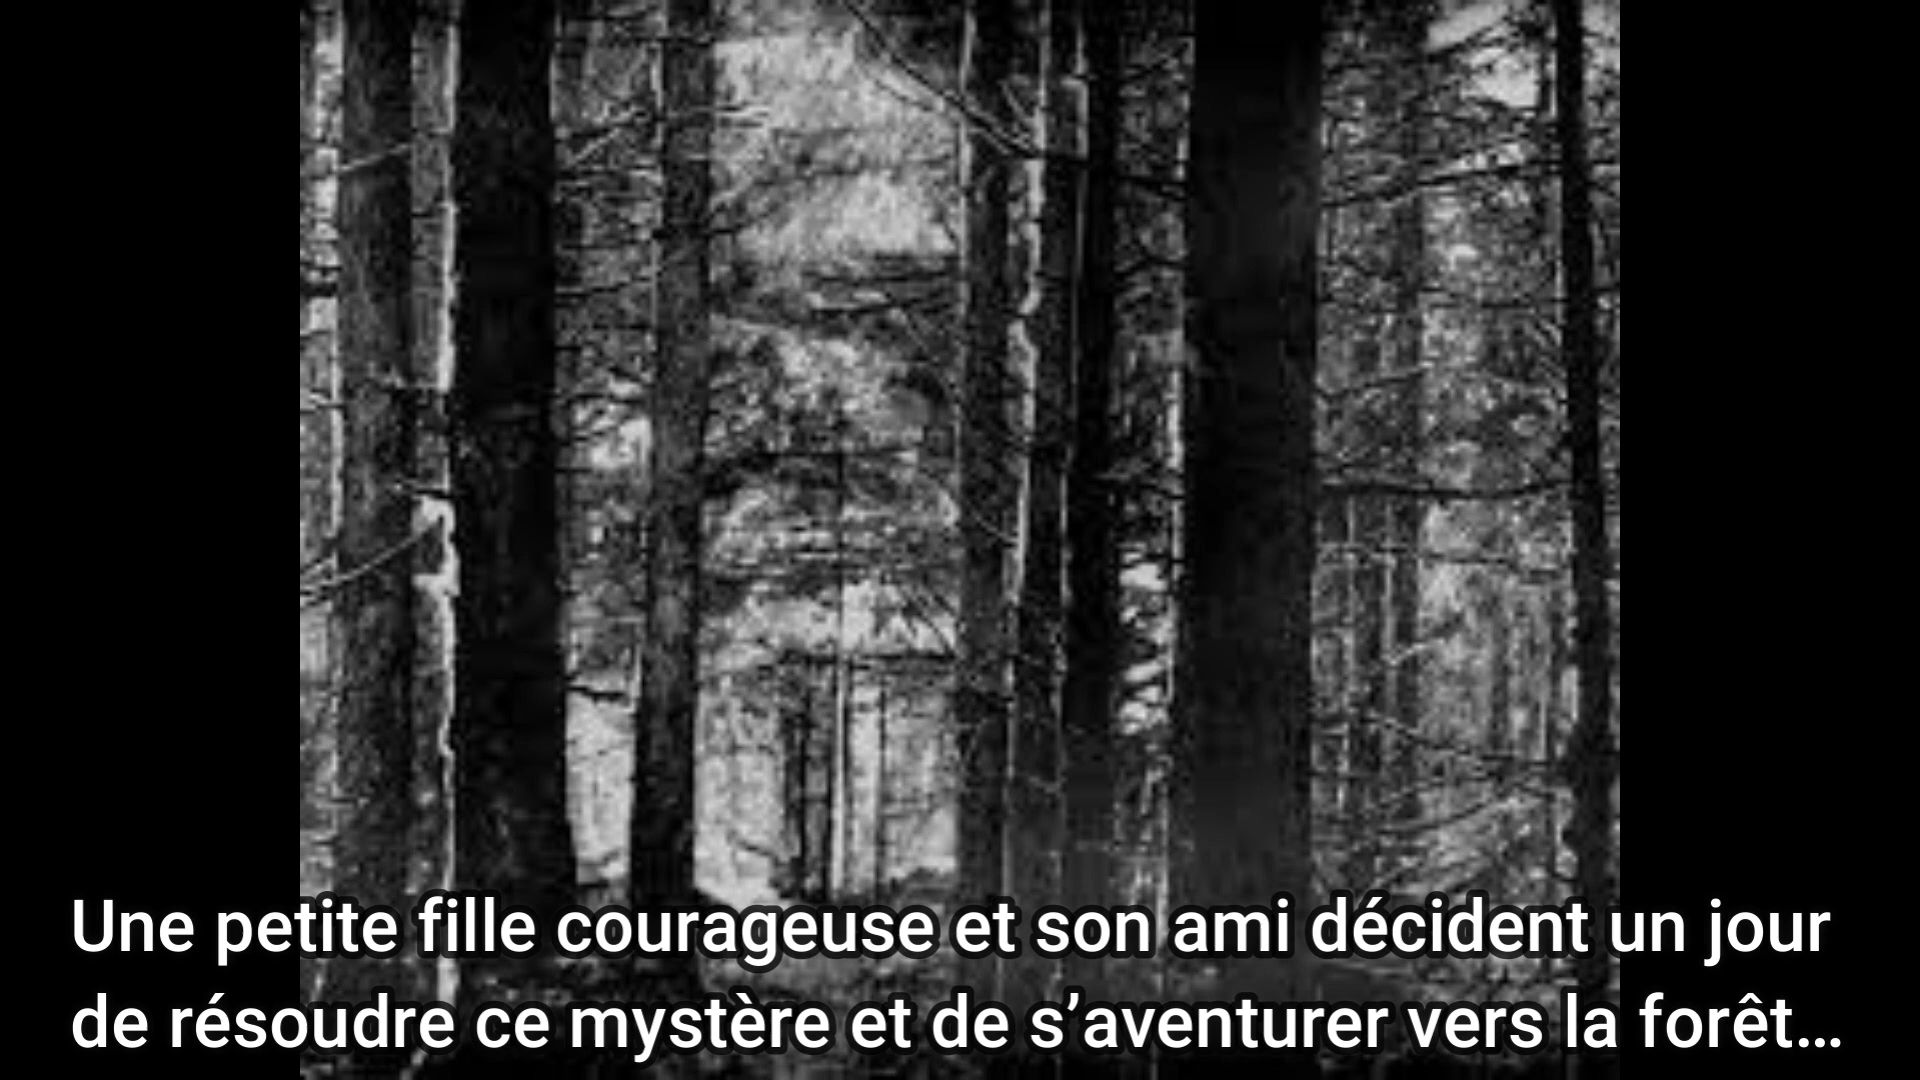 Une petite fille courageuse et son ami décident un jour
de résoudre ce mystère et de s’aventurer vers la forêt…